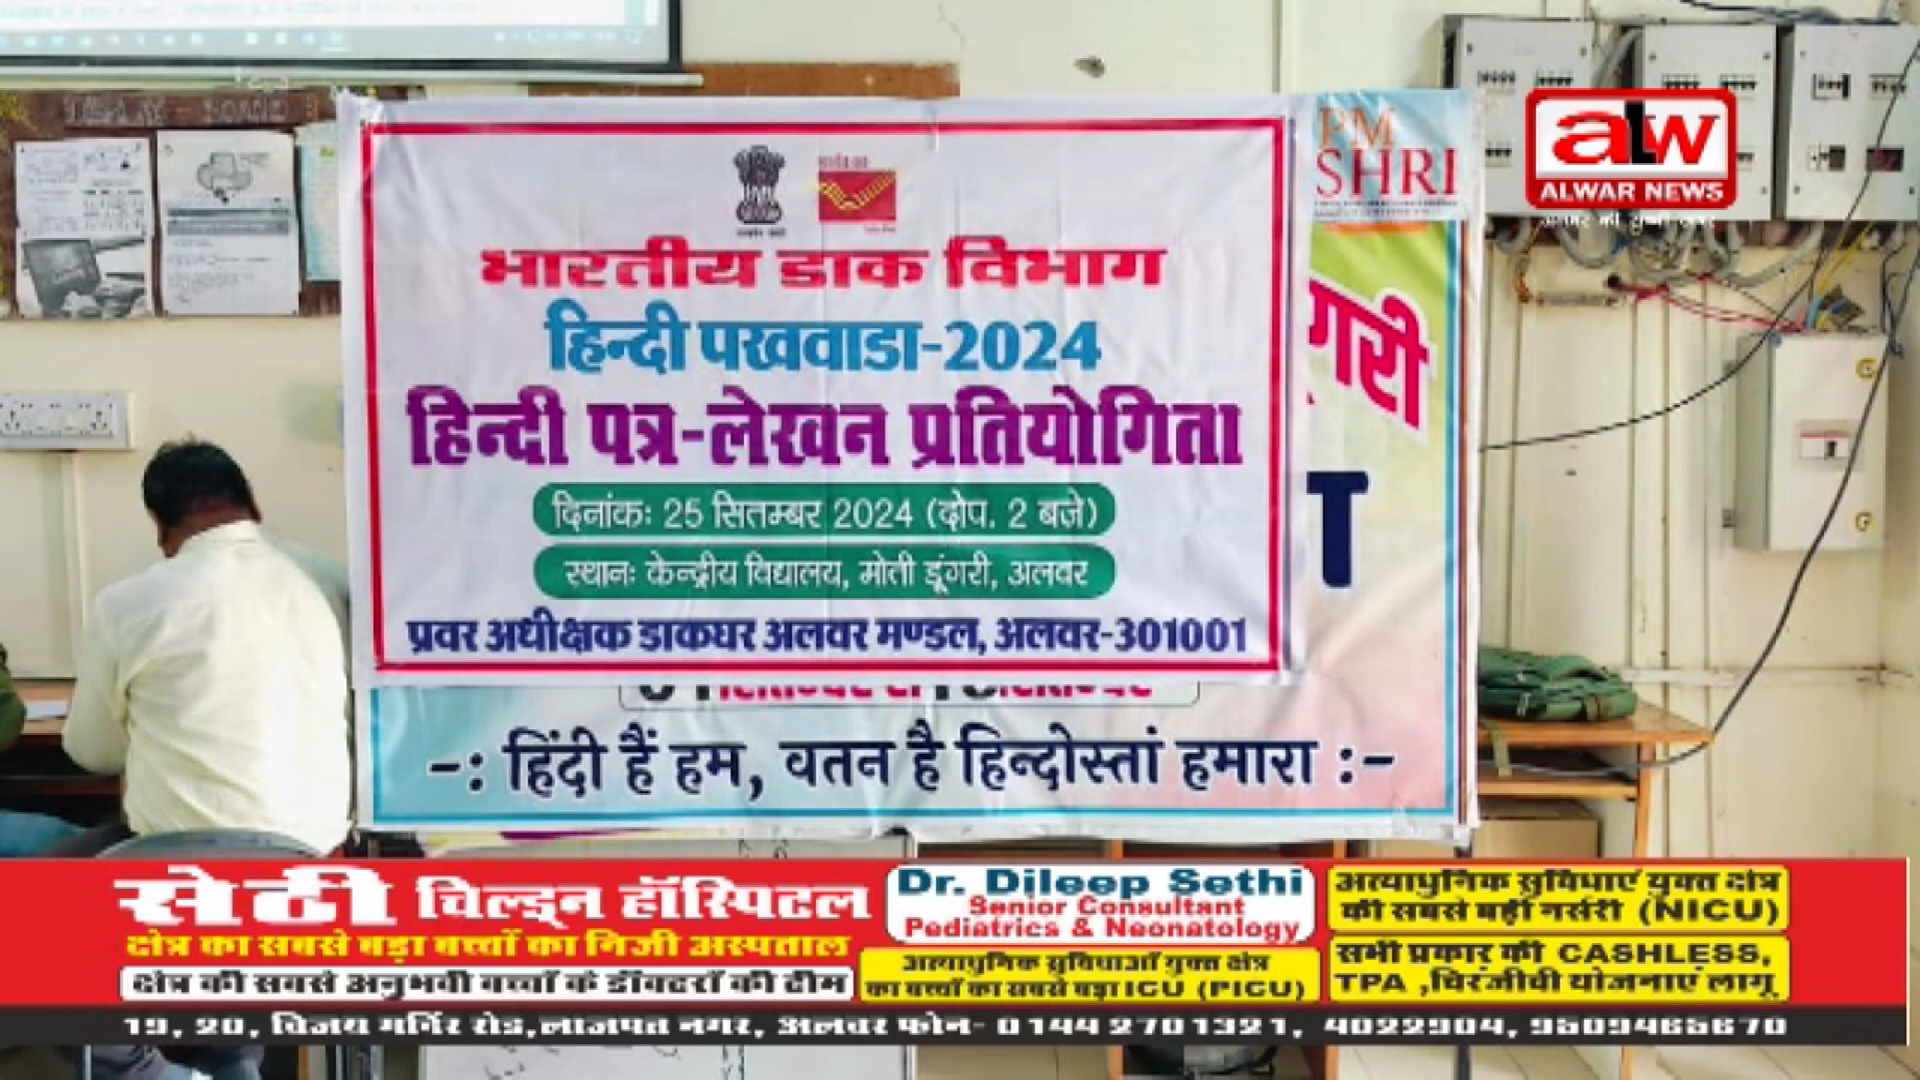 DISPLAY - BOARD
PM
SHRI
ALW
ALWAR NEWS
भारतीय डाक विभाग
हिन्दी पखवाडा-2024
हिन्दी पत्र-लेखन प्रतियोगिता
दिनांकः 25 सितम्बर 2024 (दोप. 2 बजे)
स्थानः केन्द्रीय विद्यालय, मोती डूंगरी, अलवर
प्रवर अधीक्षक डाकघर अलवर मण्डल, अलवर-301001
गरी
-: हिंदी हैं हम, वतन है हिन्दोस्तां हमारा :-
सेठी चिल्ड्रन हॉस्पिटल
क्षेत्र का सबसे बड़ा बच्चों का निजी अस्पताल
क्षेत्र की सबसे अनुभवी बच्चों के डॉक्टरों की टीम
Dr. Dileep Sethi
Senior Consultant
Pediatrics & Neonatology
अत्याधुनिक सुविधाओं युक्त क्षेत्र
का बच्चों का सबसे बड़ा ICU (PICU)
अत्याधुनिक सुविधाएं युक्त क्षेत्र
की सबसे बड़ी नर्सरी (NICU)
सभी प्रकार की CASHLESS,
TPA ,चिरंजीवी योजनाएं लागू
19, 20, विजय मन्दिर रोड,लाजपत नगर, अलवर फोन- 0144 2701321, 4022904, 9509465670